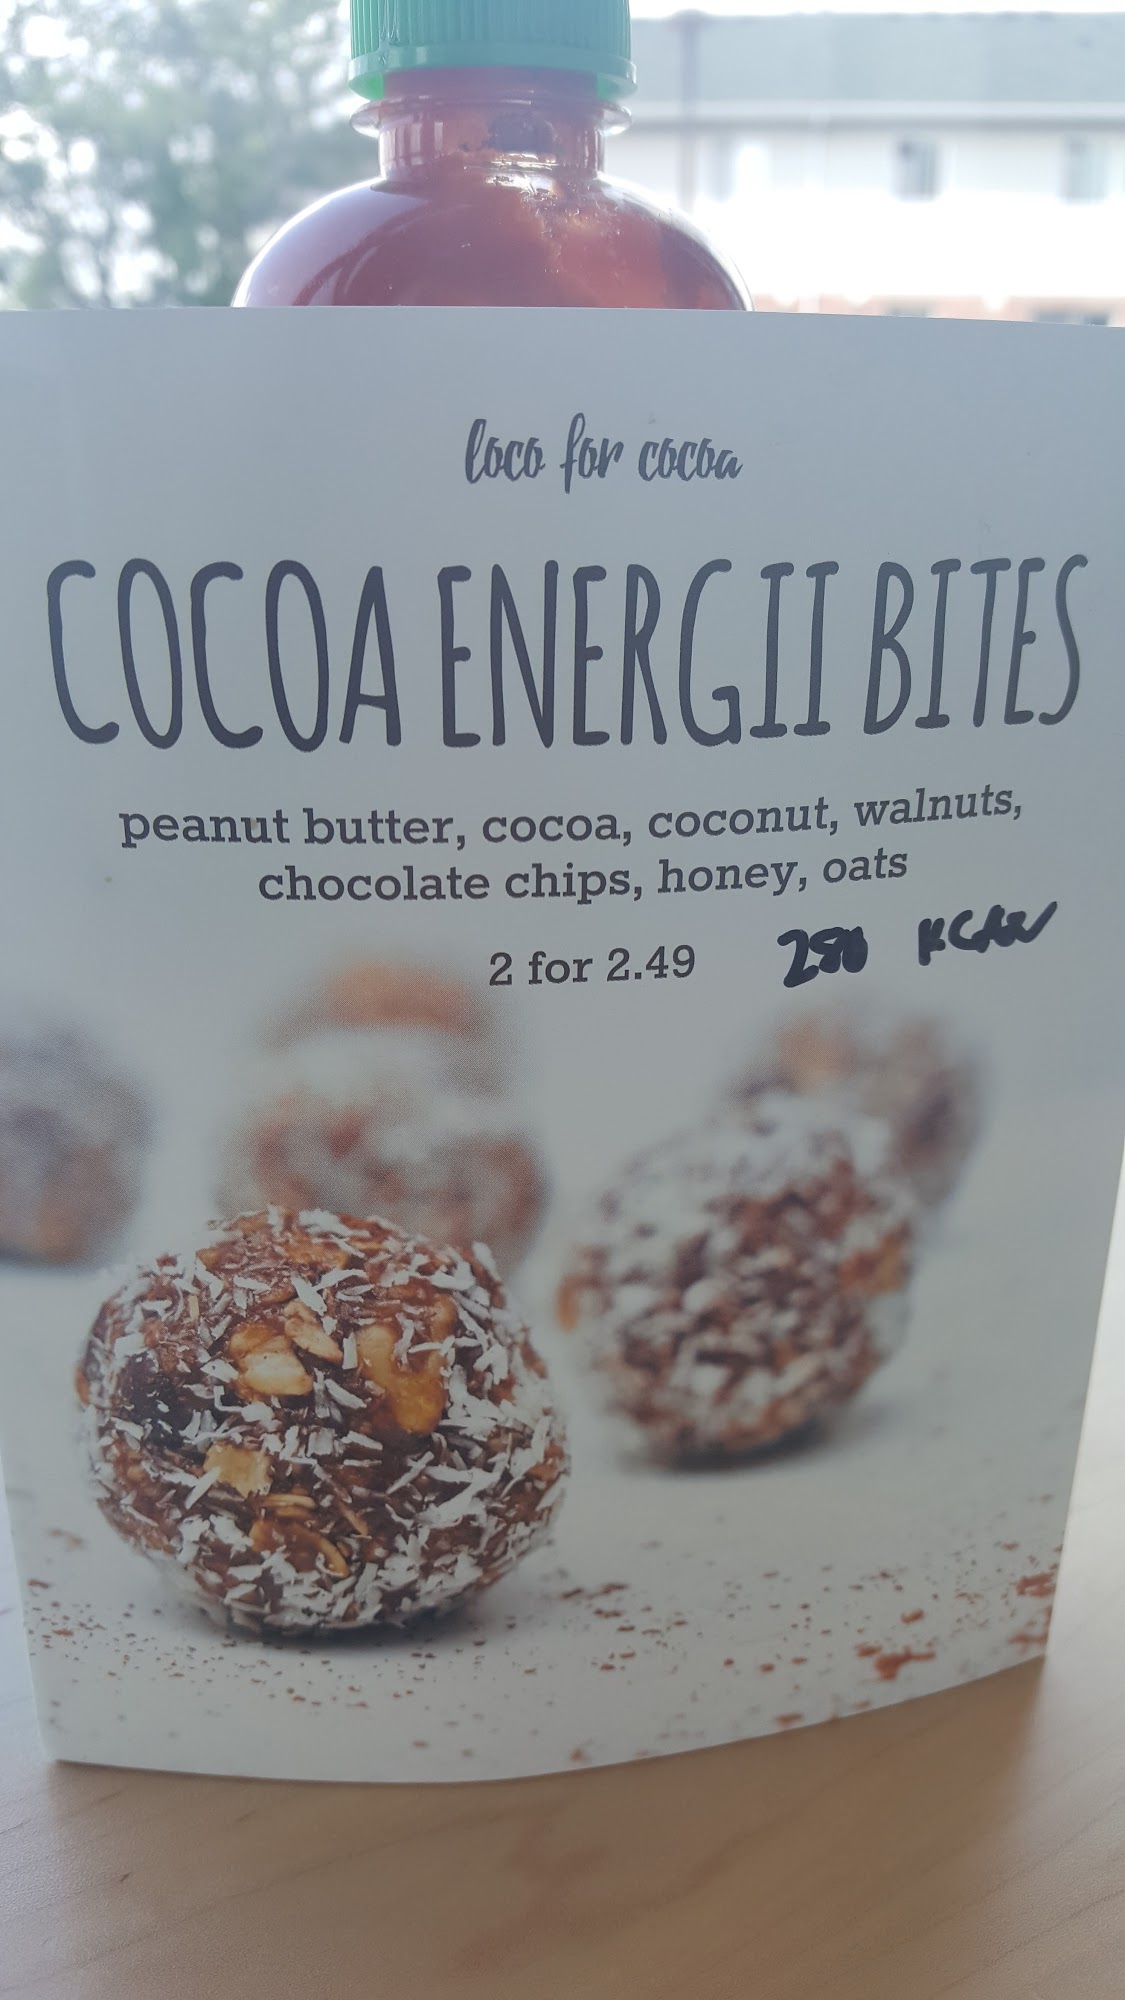 loco for cocoa
COCOA ENERGII BITES
peanut butter, cocoa, coconut, walnuts,
chocolate chips, honey, oats
2 for 2.49